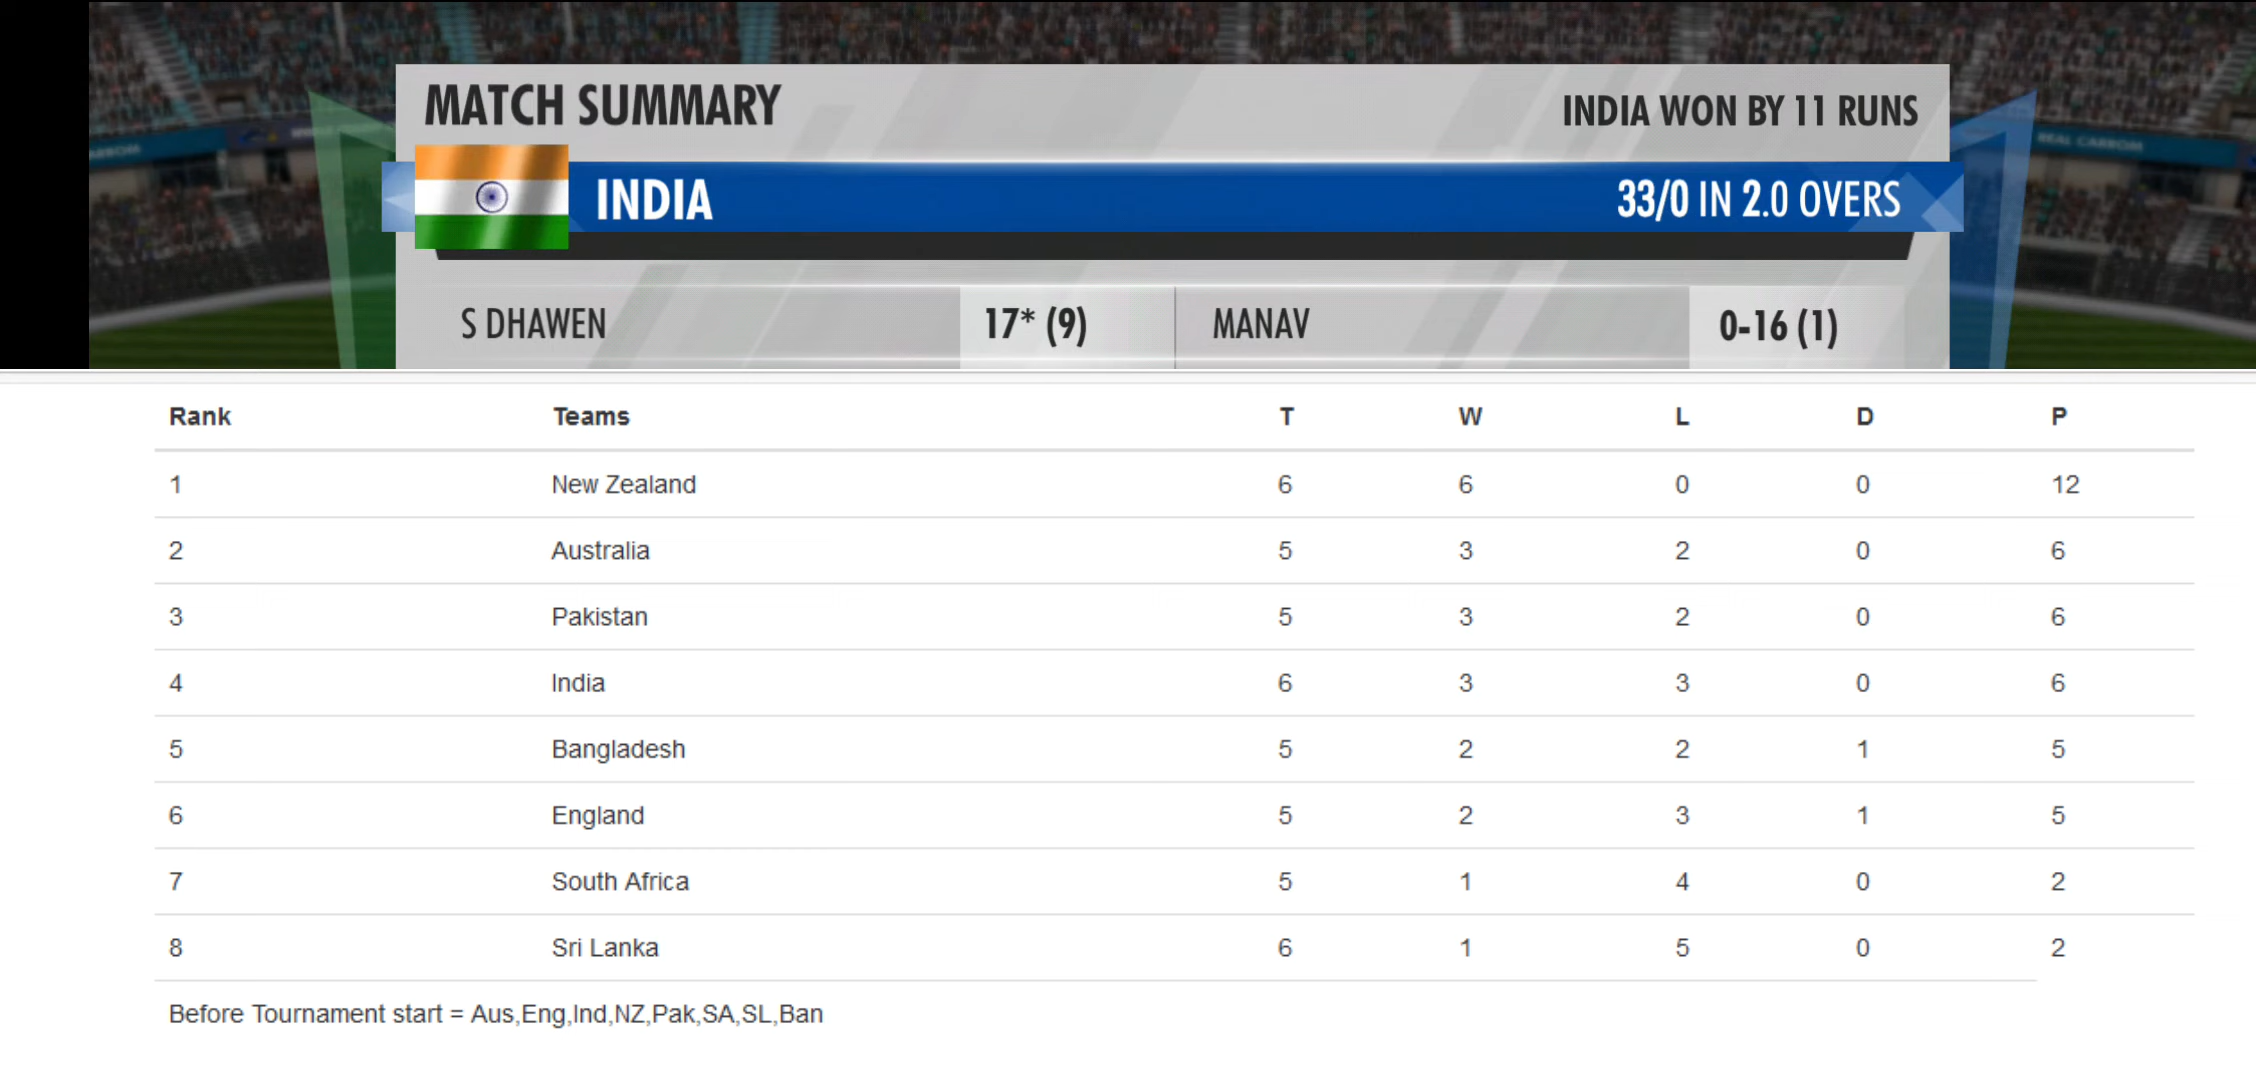 MATCH SUMMARY INDIA WON BY 11 RUNS
INDIA 33/0 IN 2.0 OVERS
S DHAWEN 17* (9) MANAV 0-16 (1)
REAL CARROM
Rank Teams T W L D P
1 New Zealand 6 6 0 0 12
2 Australia 5 3 2 0 6
3 Pakistan 5 3 2 0 6
4 India 6 3 3 0 6
5 Bangladesh 5 2 2 1 5
6 England 5 2 3 1 5
7 South Africa 5 1 4 0 2
8 Sri Lanka 6 1 5 0 2
Before Tournament start = Aus,Eng,Ind,NZ,Pak,SA,SL,Ban